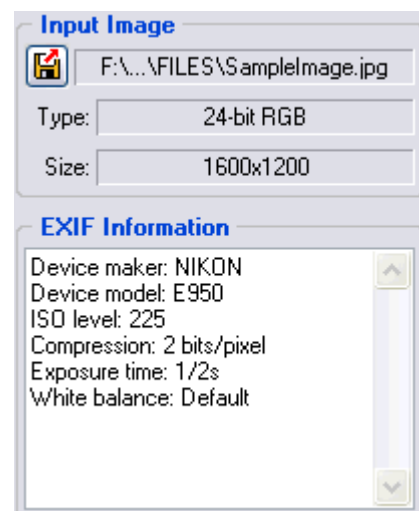 Input Image
F:\...\FILES\SampleImage.jpg
Type: 24-bit RGB
Size: 1600x1200
EXIF Information
Device maker: NIKON
Device model: E950
ISO level: 225
Compression: 2 bits/pixel
Exposure time: 1/2s
White balance: Default